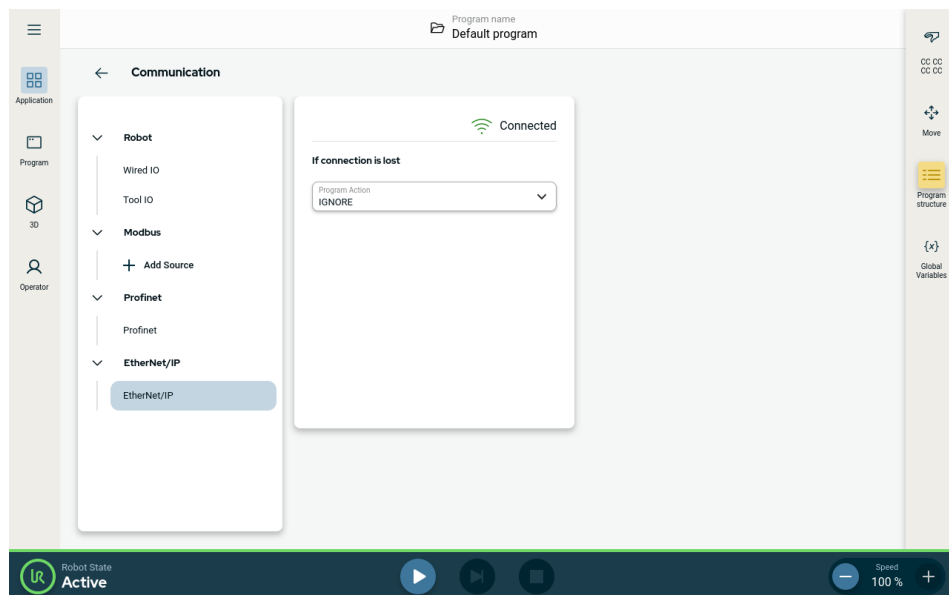 Program name
Default program
Application
Program
3D
Operator
Communication
Robot
Wired IO
Tool IO
Modbus
Add Source
Profinet
Profinet
EtherNet/IP
EtherNet/IP
Connected
If connection is lost
Program Action
IGNORE
CC CC
CC CC
Move
Program
structure
{x}
Global
Variables
UR
Robot State
Active
Speed
100 %